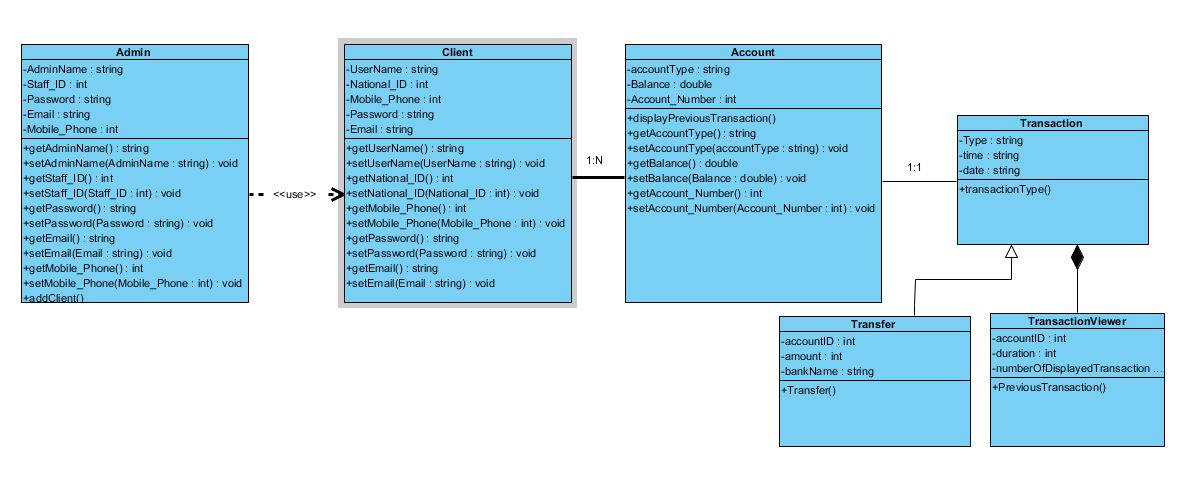 Admin
-AdminName : string
-Staff_ID : int
-Password : string
-Email : string
-Mobile_Phone : int
+getAdminName() : string
+setAdminName(AdminName : string) : void
+getStaff_ID() : int
+setStaff_ID(Staff_ID : int) : void
+getPassword() : string
+setPassword(Password : string) : void
+getEmail() : string
+setEmail(Email : string) : void
+getMobile_Phone() : int
+setMobile_Phone(Mobile_Phone : int) : void
+addClient()
<<use>>
Client
-UserName : string
-National_ID : int
-Mobile_Phone : int
-Password : string
-Email : string
+getUserName() : string
+setUserName(UserName : string) : void
+getNational_ID() : int
+setNational_ID(National_ID : int) : void
+getMobile_Phone() : int
+setMobile_Phone(Mobile_Phone : int) : void
+getPassword() : string
+setPassword(Password : string) : void
+getEmail() : string
+setEmail(Email : string) : void
1:N
Account
-accountType : string
-Balance : double
-Account_Number : int
+displayPreviousTransaction()
+getAccountType() : string
+setAccountType(accountType : string) : void
+getBalance() : double
+setBalance(Balance : double) : void
+getAccount_Number() : int
+setAccount_Number(Account_Number : int) : void
1:1
Transaction
-Type : string
-time : string
-date : string
+transactionType()
Transfer
-accountID : int
-amount : int
-bankName : string
+Transfer()
TransactionViewer
-accountID : int
-duration : int
-numberOfDisplayedTransaction ...
+PreviousTransaction()